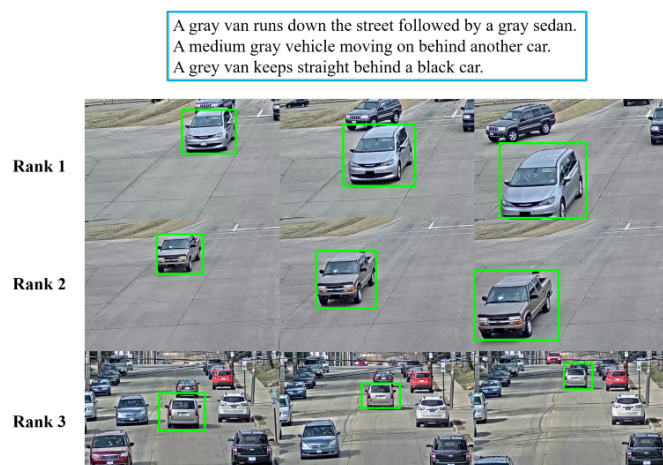 A gray van runs down the street followed by a gray sedan.
A medium gray vehicle moving on behind another car.
A grey van keeps straight behind a black car.
Rank 1
Rank 2
Rank 3